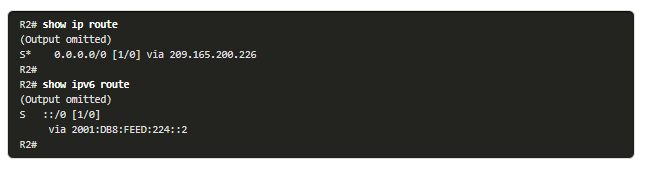 R2# show ip route
(Output omitted)
S*    0.0.0.0/0 [1/0] via 209.165.200.226
R2#
R2# show ipv6 route
(Output omitted)
S   ::/0 [1/0]
     via 2001:DB8:FEED:224::2
R2#